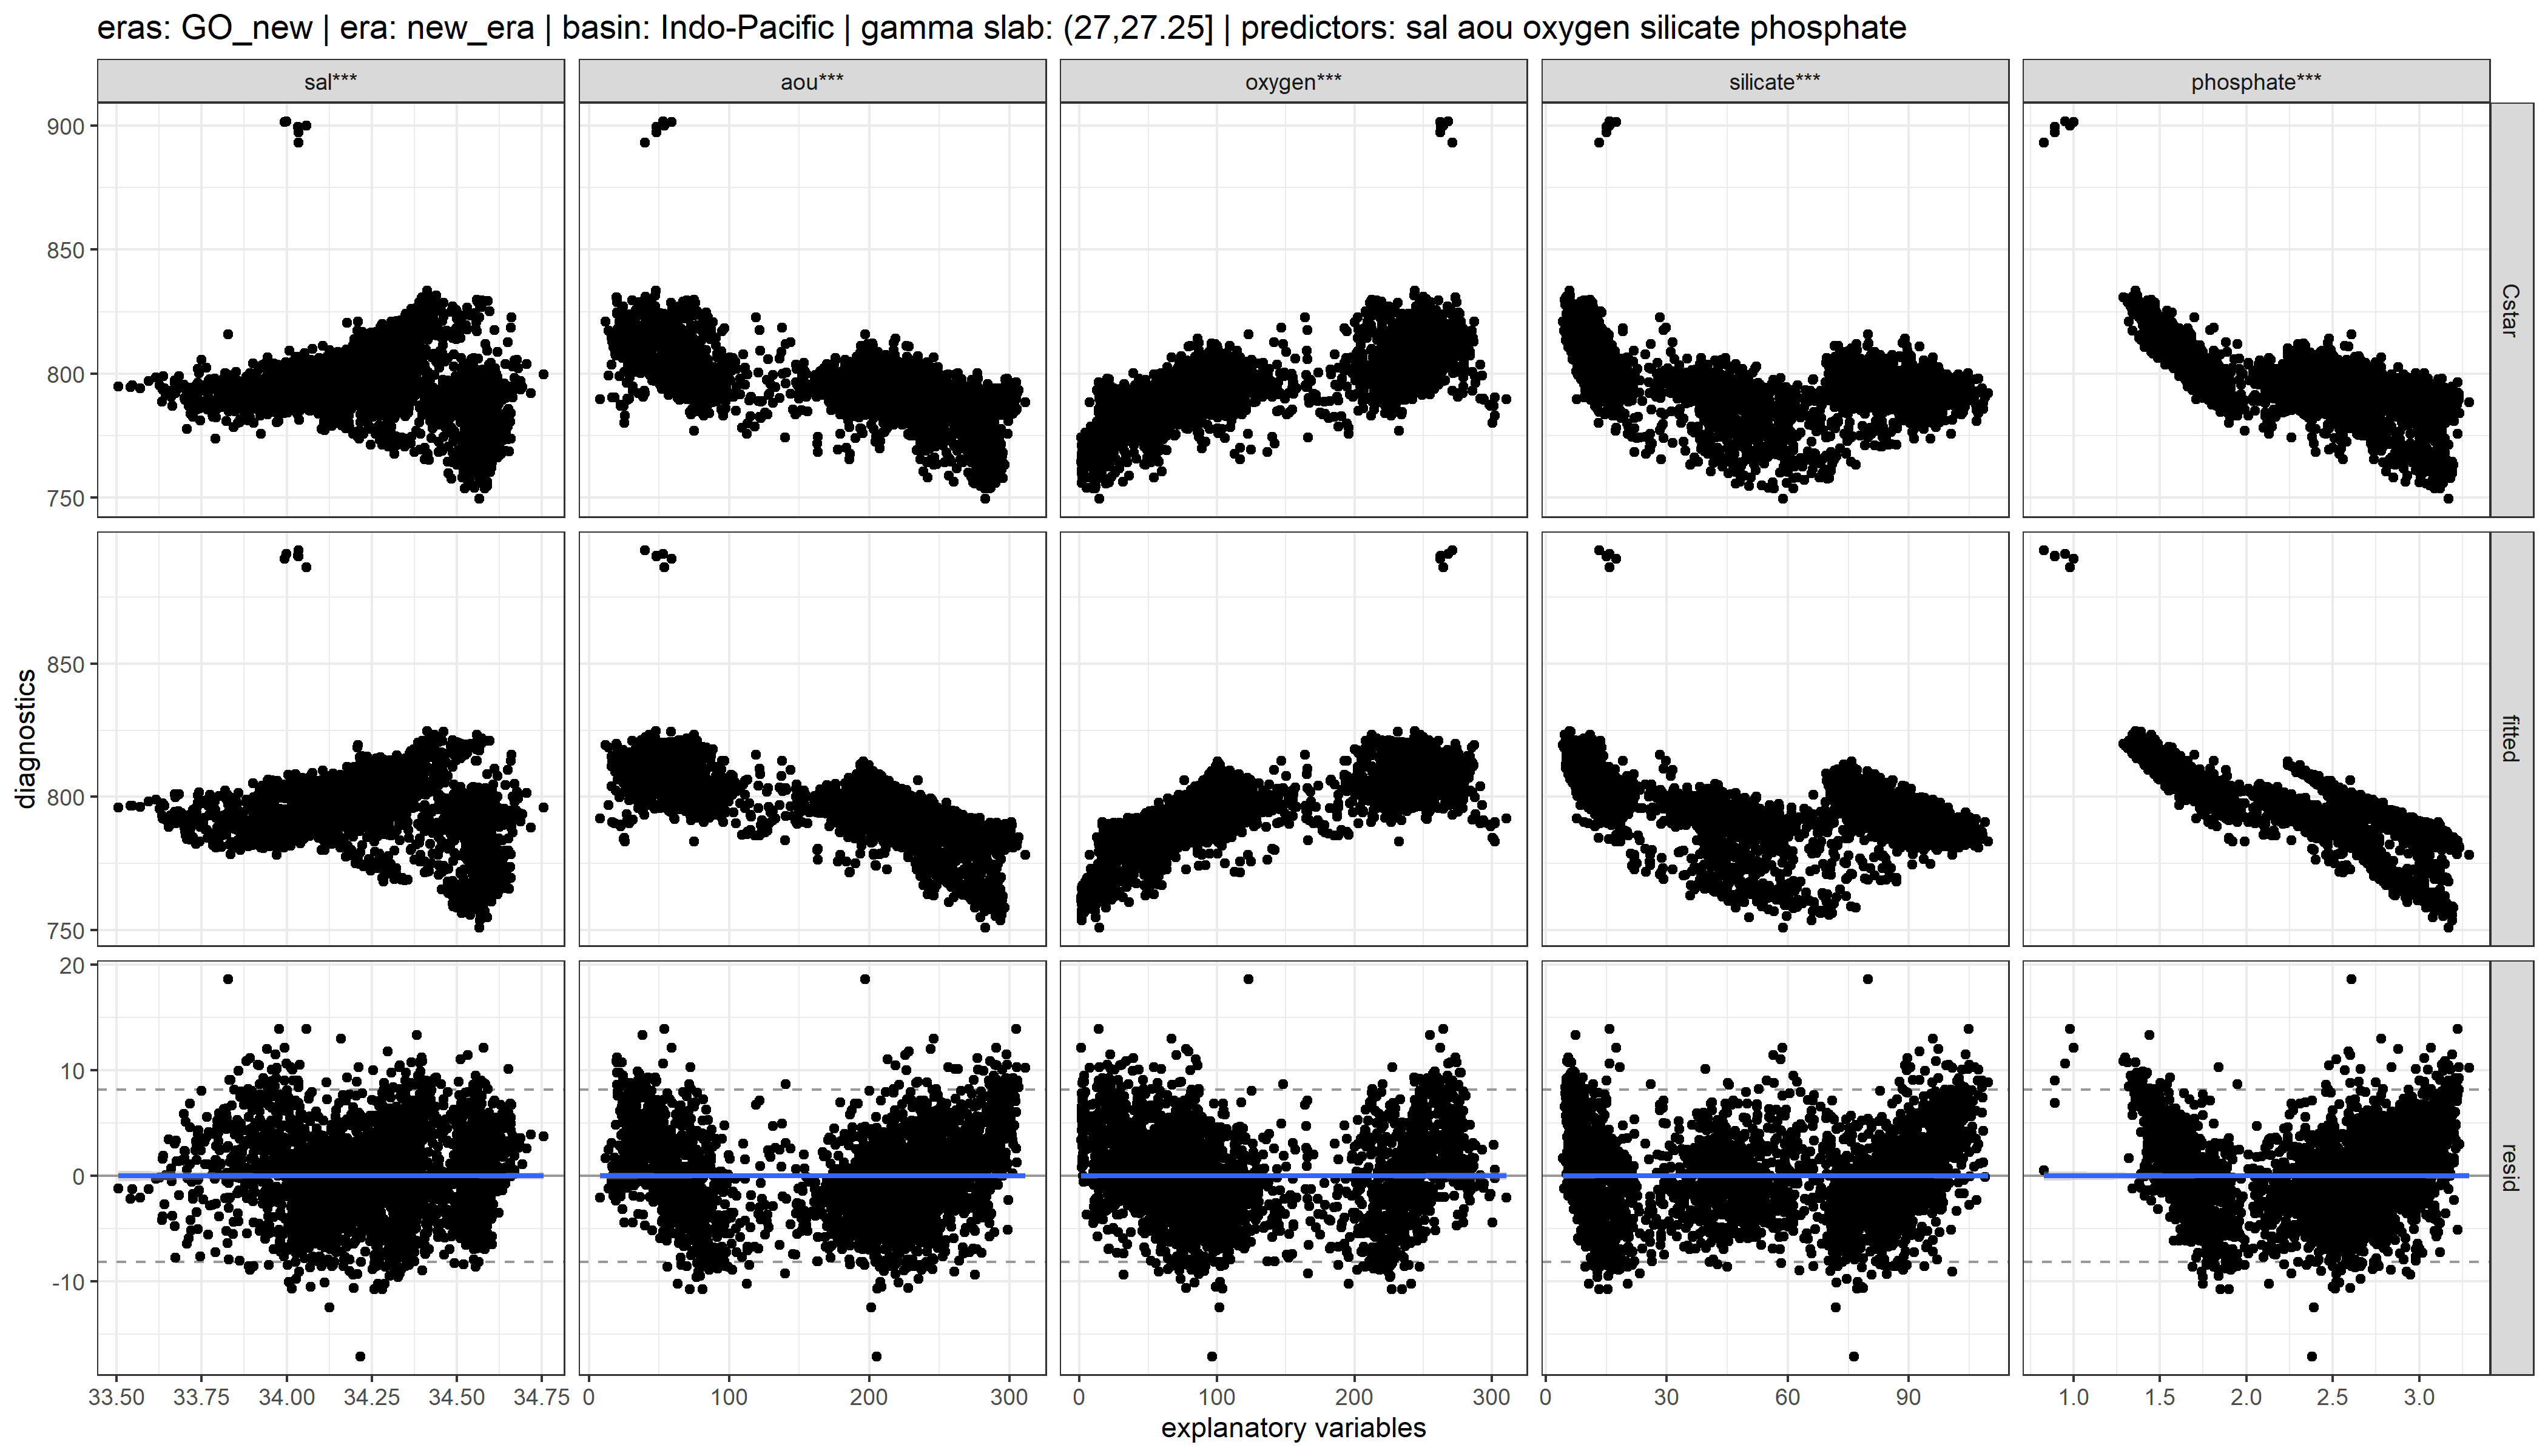 eras: GO_new | era: new_era | basin: Indo-Pacific | gamma slab: (27,27.25] | predictors: sal aou oxygen silicate phosphate
sal*** aou*** oxygen*** silicate*** phosphate***
900
850
800
750
Cstar
850
800
750
fitted
diagnostics
20
10
0
-10
resid
33.50 33.75 34.00 34.25 34.50 34.75 0 100 200 300 0 100 200 300 0 30 60 90 1.0 1.5 2.0 2.5 3.0
explanatory variables